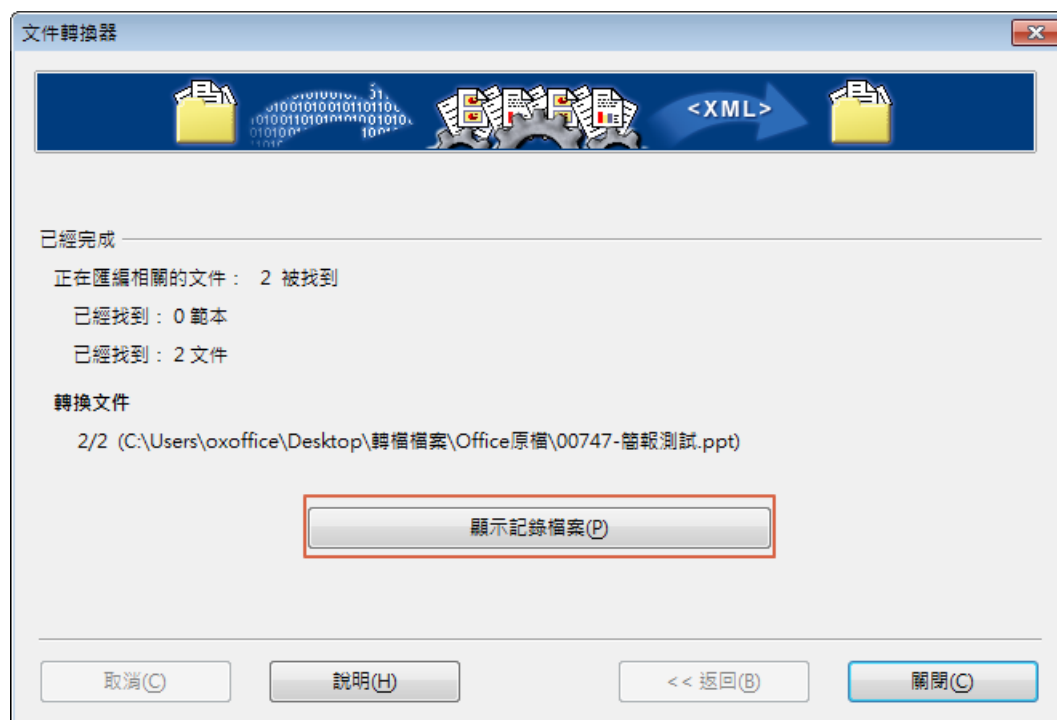 文件轉換器
<XML>
已經完成
正在匯編相關的文件： 2 被找到
已經找到：0 範本
已經找到：2 文件
轉換文件
2/2 (C:\Users\oxoffice\Desktop\轉檔檔案\Office原檔\00747-簡報測試.ppt)
顯示記錄檔案(P)
取消(C) 說明(H) << 返回(B) 關閉(C)